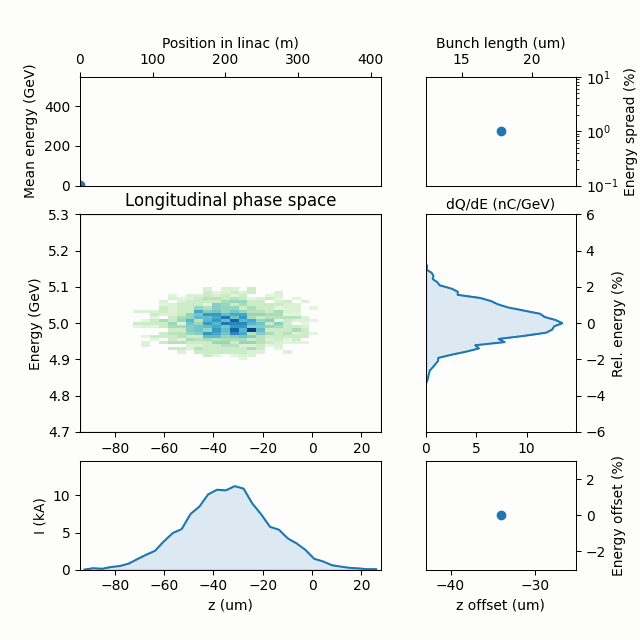 Position in linac (m)
0 100 200 300 400
Mean energy (GeV)
400
200
0
Bunch length (um)
15 20
Energy spread (%)
10¹
10⁰
10⁻¹
Longitudinal phase space
Energy (GeV)
5.3
5.2
5.1
5.0
4.9
4.8
4.7
−80 −60 −40 −20 0 20
dQ/dE (nC/GeV)
Rel. energy (%)
6
4
2
0
−2
−4
−6
0 5 10
I (kA)
10
5
0
−80 −60 −40 −20 0 20
z (um)
Energy offset (%)
2
0
−2
−40 −30
z offset (um)